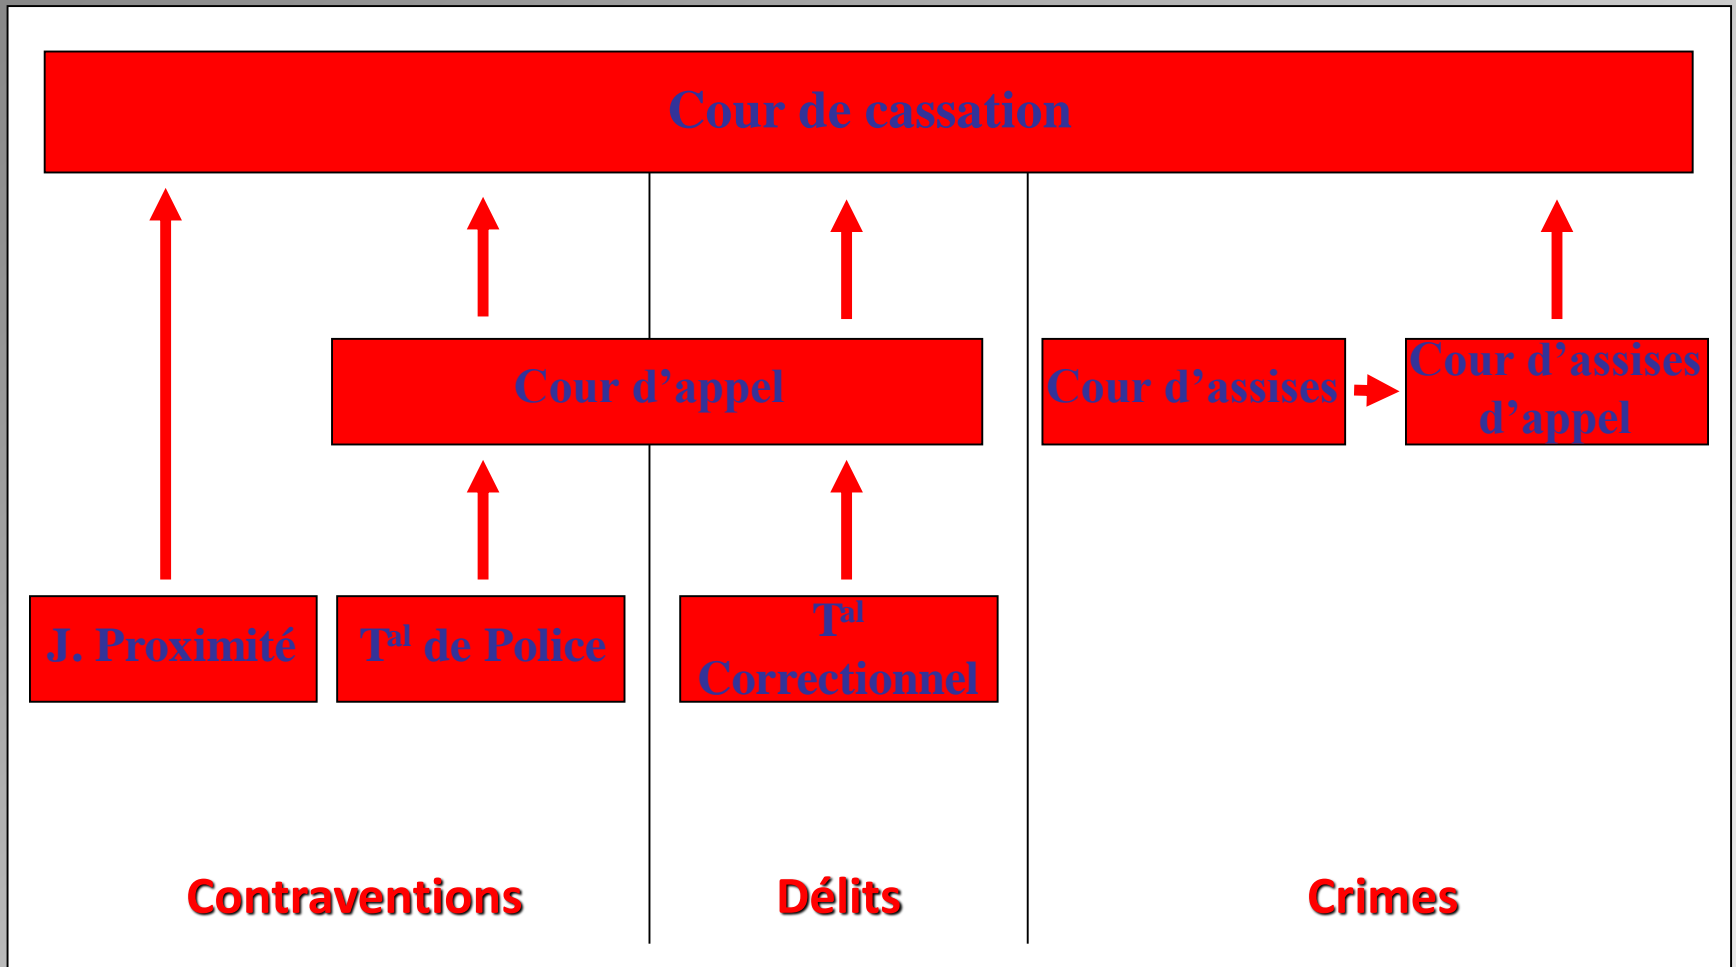 Cour de cassation
Cour d’appel
Cour d’assises
Cour d’assises
d’appel
J. Proximité
Tal de Police
Tal
Correctionnel
Contraventions
Délits
Crimes